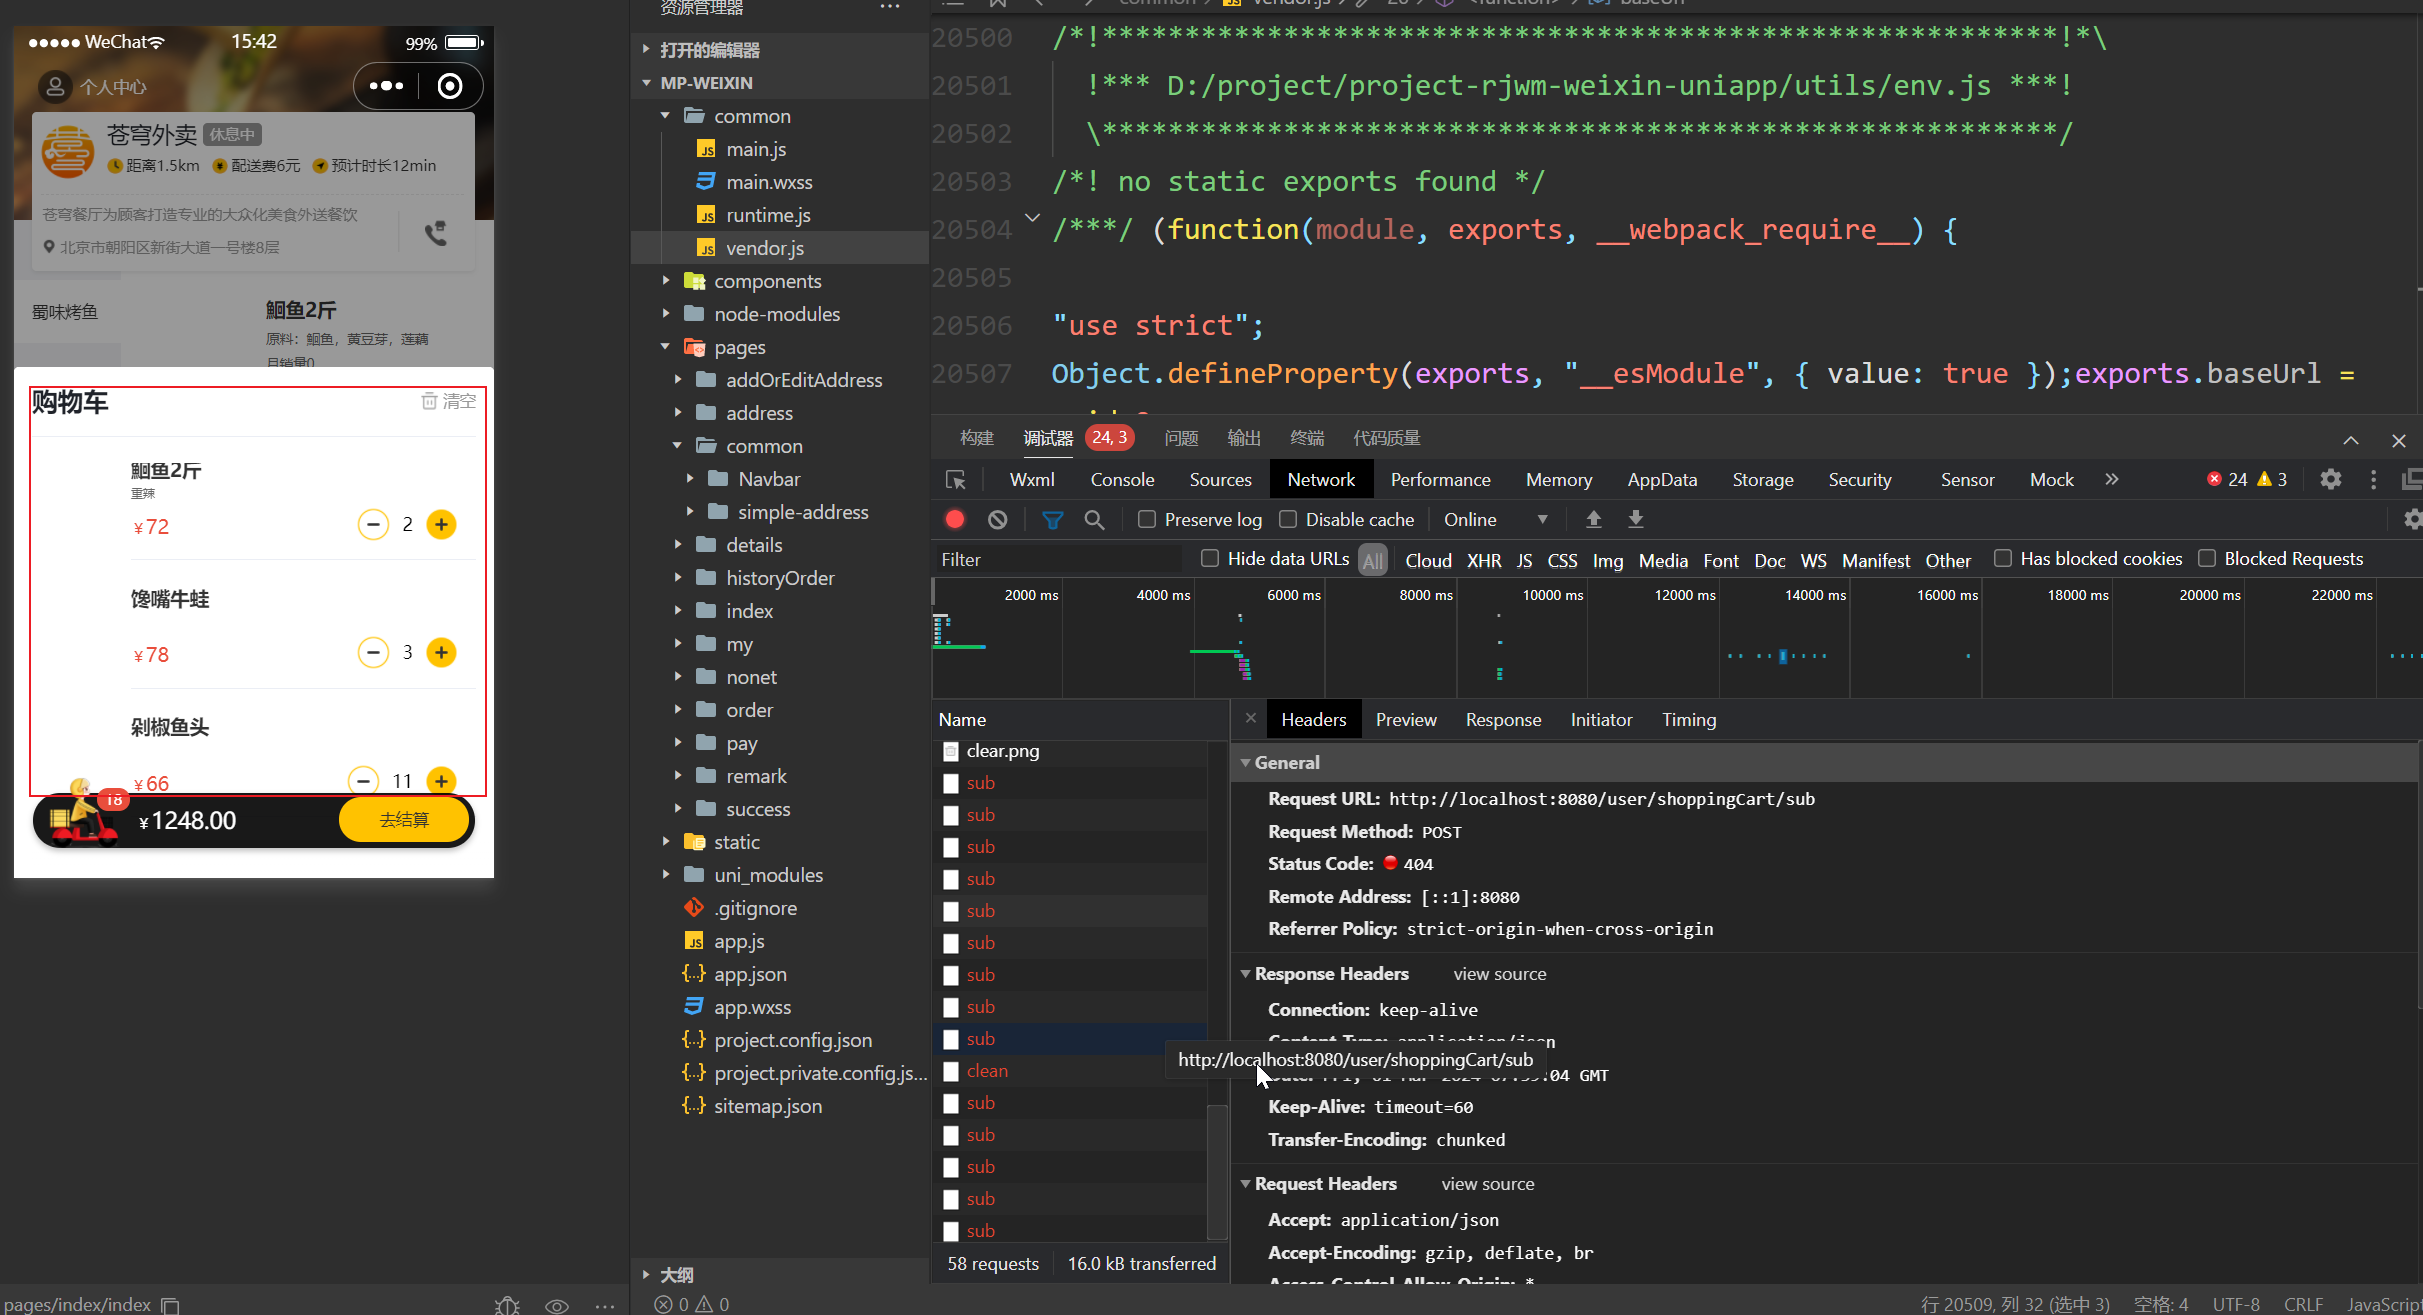 WeChat 15:42 99%
个人中心
苍穹外卖 休息中
距离1.5km 配送费6元 预计时长12min
苍穹餐厅为顾客打造专业的大众化美食外送餐饮
北京市朝阳区新街大道一号楼8层
蜀味烤鱼
鮰鱼2斤
原料：鮰鱼，黄豆芽，莲藕
月销量0
购物车 清空
鮰鱼2斤
重辣
¥72 2
馋嘴牛蛙
¥78 3
剁椒鱼头
¥66 11
18
¥1248.00 去结算
pages/index/index
资源管理器
打开的编辑器
MP-WEIXIN
common
main.js
main.wxss
runtime.js
vendor.js
components
node-modules
pages
addOrEditAddress
address
common
Navbar
simple-address
details
historyOrder
index
my
nonet
order
pay
remark
success
static
uni_modules
.gitignore
app.js
app.json
app.wxss
project.config.json
project.private.config.js...
sitemap.json
大纲
0 0
20500 /*!**********************************************************!*\
20501 !*** D:/project/project-rjwm-weixin-uniapp/utils/env.js ***!
20502 \**********************************************************/
20503 /*! no static exports found */
20504 /***/ (function(module, exports, __webpack_require__) {
20505
20506 "use strict";
20507 Object.defineProperty(exports, "__esModule", { value: true });exports.baseUrl =
构建 调试器 24, 3 问题 输出 终端 代码质量
Wxml Console Sources Network Performance Memory AppData Storage Security Sensor Mock 24 3
Preserve log Disable cache Online
Filter Hide data URLs All Cloud XHR JS CSS Img Media Font Doc WS Manifest Other Has blocked cookies Blocked Requests
2000 ms 4000 ms 6000 ms 8000 ms 10000 ms 12000 ms 14000 ms 16000 ms 18000 ms 20000 ms 22000 ms
Name
clear.png
sub
sub
sub
sub
sub
sub
sub
sub
sub
clean
sub
sub
sub
sub
sub
58 requests 16.0 kB transferred
Headers Preview Response Initiator Timing
General
Request URL: http://localhost:8080/user/shoppingCart/sub
Request Method: POST
Status Code: 404
Remote Address: [::1]:8080
Referrer Policy: strict-origin-when-cross-origin
Response Headers view source
Connection: keep-alive
Content-Type: application/json
http://localhost:8080/user/shoppingCart/sub
GMT
Keep-Alive: timeout=60
Transfer-Encoding: chunked
Request Headers view source
Accept: application/json
Accept-Encoding: gzip, deflate, br
Access-Control-Allow-Origin: *
行 20509, 列 32 (选中 3) 空格: 4 UTF-8 CRLF JavaScrip